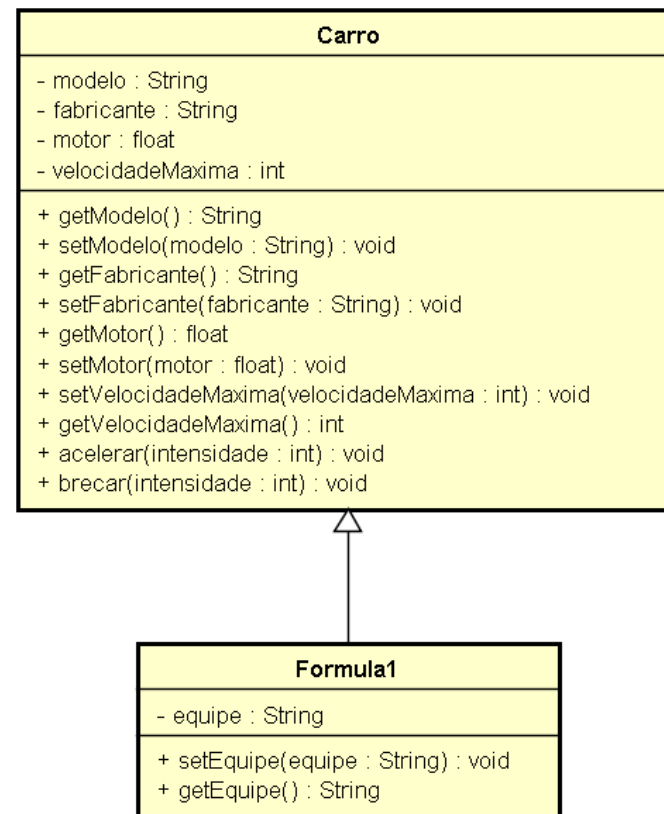 Carro
- modelo : String
- fabricante : String
- motor : float
- velocidadeMaxima : int
+ getModelo() : String
+ setModelo(modelo : String) : void
+ getFabricante() : String
+ setFabricante(fabricante : String) : void
+ getMotor() : float
+ setMotor(motor : float) : void
+ setVelocidadeMaxima(velocidadeMaxima : int) : void
+ getVelocidadeMaxima() : int
+ acelerar(intensidade : int) : void
+ brecar(intensidade : int) : void
Formula1
- equipe : String
+ setEquipe(equipe : String) : void
+ getEquipe() : String